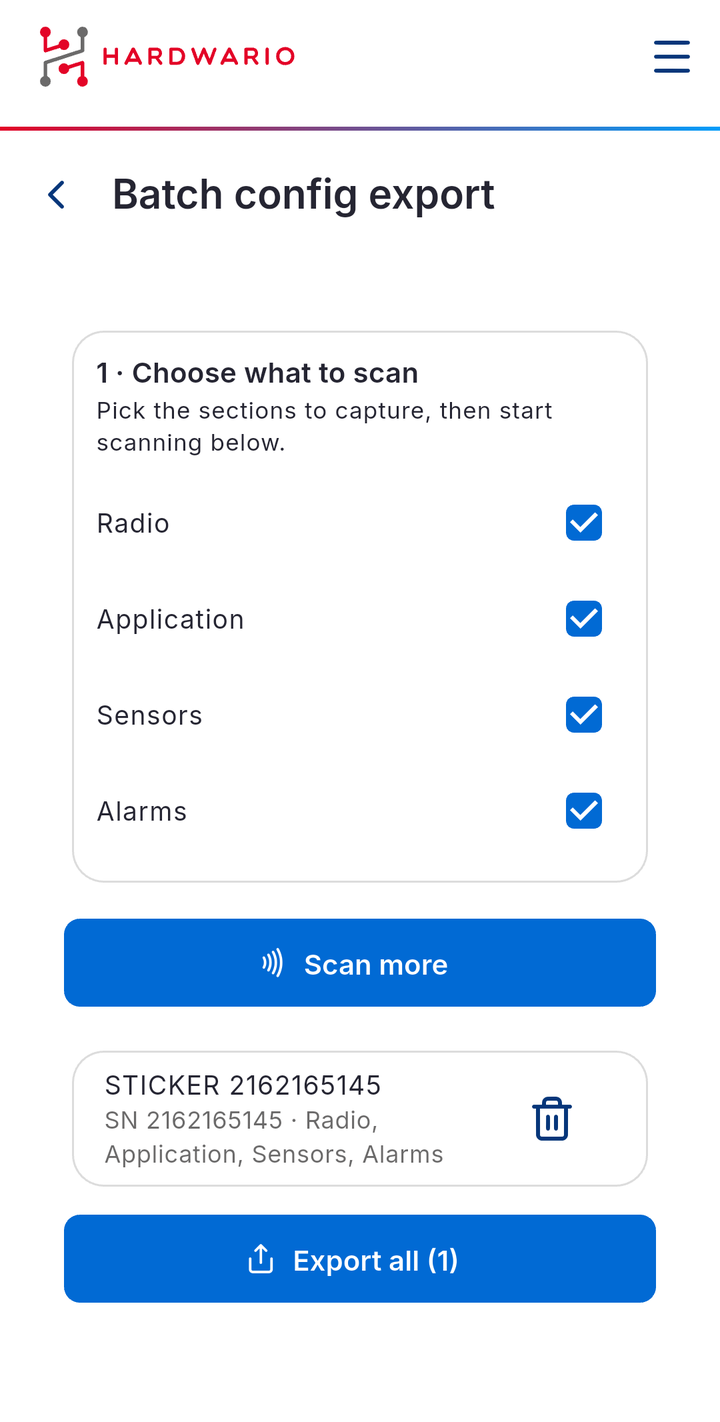 HARDWARIO
Batch config export
1 · Choose what to scan
Pick the sections to capture, then start
scanning below.
Radio
Application
Sensors
Alarms
Scan more
STICKER 2162165145
SN 2162165145 · Radio,
Application, Sensors, Alarms
Export all (1)